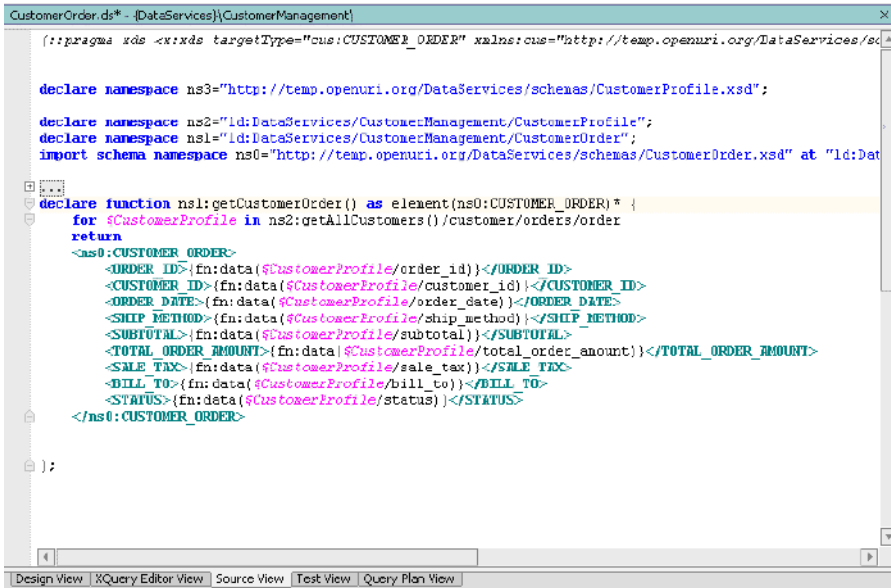 CustomerOrder.ds* - {DataServices}\CustomerManagement\
(::pragma xds <x:xds targetType="cus:CUSTOMER_ORDER" xmlns:cus="http://temp.openuri.org/DataServices/sc
declare namespace ns3="http://temp.openuri.org/DataServices/schemas/CustomerProfile.xsd";
declare namespace ns2="ld:DataServices/CustomerManagement/CustomerProfile";
declare namespace ns1="ld:DataServices/CustomerManagement/CustomerOrder";
import schema namespace ns0="http://temp.openuri.org/DataServices/schemas/CustomerOrder.xsd" at "ld:Dat
...
declare function ns1:getCustomerOrder() as element(ns0:CUSTOMER_ORDER)* {
for $CustomerProfile in ns2:getAllCustomers()/customer/orders/order
return
<ns0:CUSTOMER_ORDER>
<ORDER_ID>{fn:data($CustomerProfile/order_id)}</ORDER_ID>
<CUSTOMER_ID>{fn:data($CustomerProfile/customer_id)}</CUSTOMER_ID>
<ORDER_DATE>{fn:data($CustomerProfile/order_date)}</ORDER_DATE>
<SHIP_METHOD>{fn:data($CustomerProfile/ship_method)}</SHIP_METHOD>
<SUBTOTAL>{fn:data($CustomerProfile/subtotal)}</SUBTOTAL>
<TOTAL_ORDER_AMOUNT>{fn:data($CustomerProfile/total_order_amount)}</TOTAL_ORDER_AMOUNT>
<SALE_TAX>{fn:data($CustomerProfile/sale_tax)}</SALE_TAX>
<BILL_TO>{fn:data($CustomerProfile/bill_to)}</BILL_TO>
<STATUS>{fn:data($CustomerProfile/status)}</STATUS>
</ns0:CUSTOMER_ORDER>
};
Design View XQuery Editor View Source View Test View Query Plan View